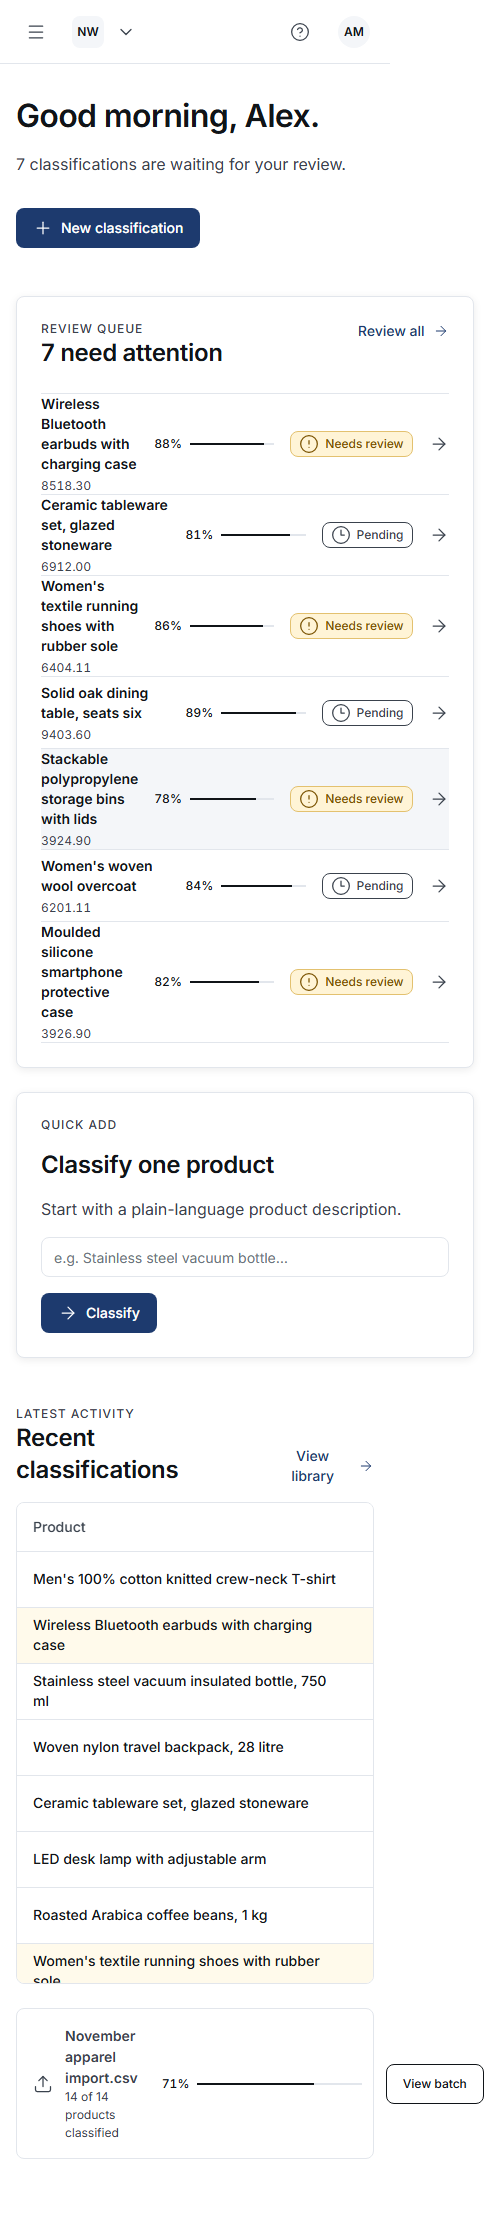 NW
AM
Good morning, Alex.
7 classifications are waiting for your review.
New classification
REVIEW QUEUE
7 need attention
Review all
Wireless
Bluetooth
earbuds with
charging case
8518.30
88%
Needs review
Ceramic tableware
set, glazed
stoneware
6912.00
81%
Pending
Women's
textile running
shoes with
rubber sole
6404.11
86%
Needs review
Solid oak dining
table, seats six
9403.60
89%
Pending
Stackable
polypropylene
storage bins
with lids
3924.90
78%
Needs review
Women's woven
wool overcoat
6201.11
84%
Pending
Moulded
silicone
smartphone
protective
case
3926.90
82%
Needs review
QUICK ADD
Classify one product
Start with a plain-language product description.
e.g. Stainless steel vacuum bottle...
Classify
LATEST ACTIVITY
Recent
classifications
View
library
Product
Men's 100% cotton knitted crew-neck T-shirt
Wireless Bluetooth earbuds with charging
case
Stainless steel vacuum insulated bottle, 750
ml
Woven nylon travel backpack, 28 litre
Ceramic tableware set, glazed stoneware
LED desk lamp with adjustable arm
Roasted Arabica coffee beans, 1 kg
Women's textile running shoes with rubber
sole
November
apparel
import.csv
14 of 14
products
classified
71%
View batch